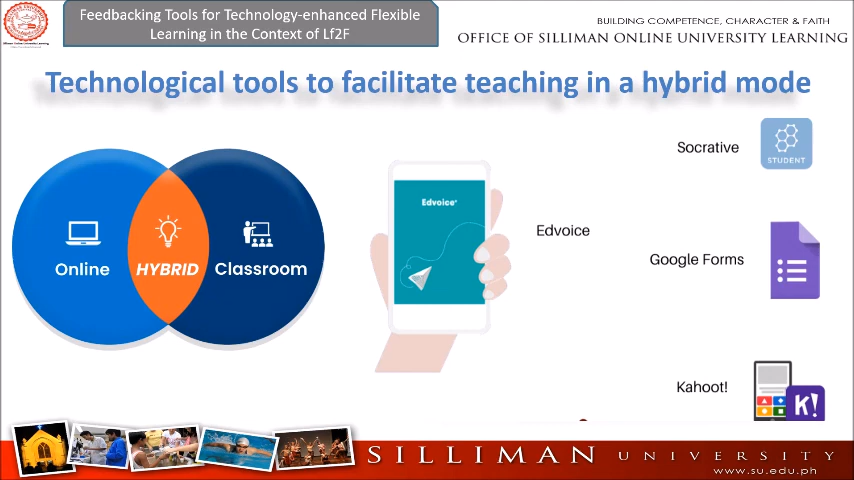 Feedbacking Tools for Technology-enhanced Flexible
Learning in the Context of Lf2F
BUILDING COMPETENCE, CHARACTER & FAITH
OFFICE OF SILLIMAN ONLINE UNIVERSITY LEARNING
Technological tools to facilitate teaching in a hybrid mode
Online
HYBRID
Classroom
Edvoice
Edvoice
Socrative
STUDENT
Google Forms
Kahoot!
K!
SILLIMAN UNIVERSITY
www.su.edu.ph